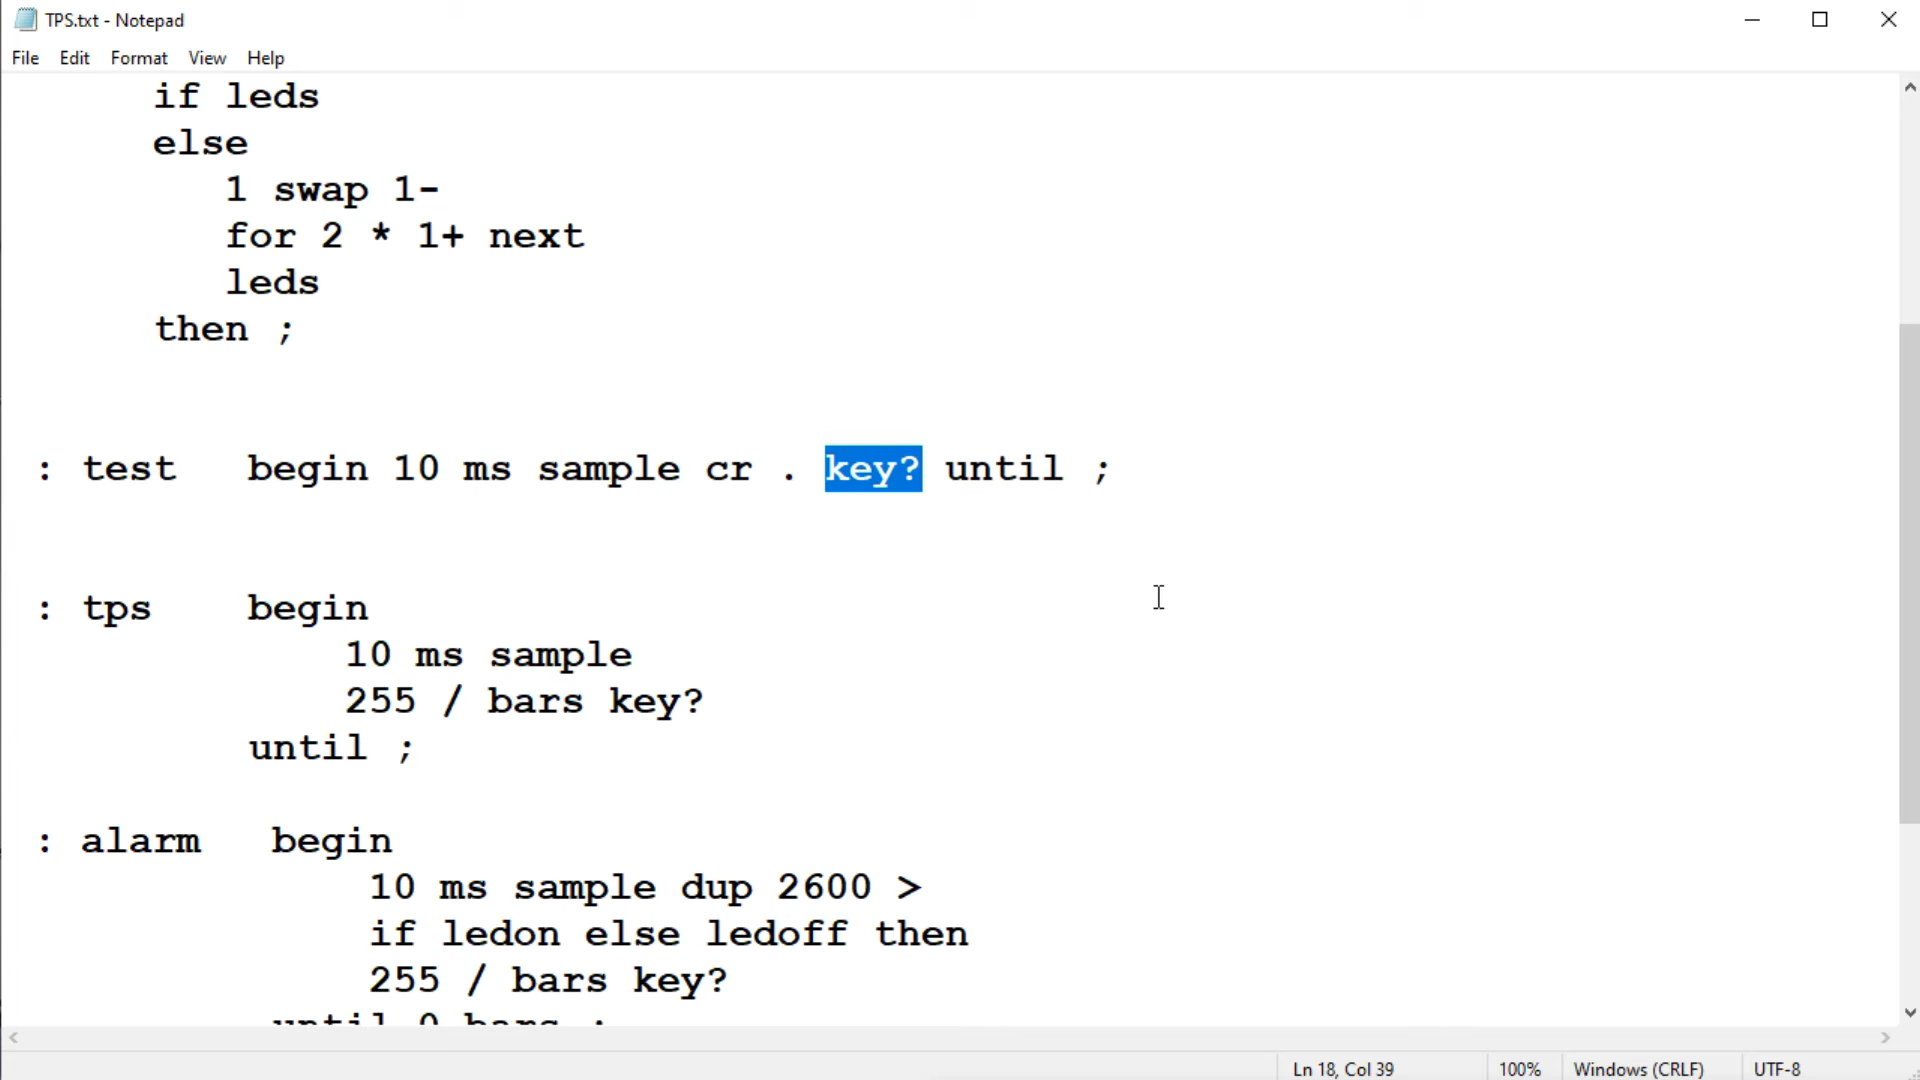 TPS.txt - Notepad
File Edit Format View Help
if leds
else
1 swap 1-
for 2 * 1+ next
leds
then ;
: test begin 10 ms sample cr . key? until ;
: tps begin
10 ms sample
255 / bars key?
until ;
: alarm begin
10 ms sample dup 2600 >
if ledon else ledoff then
255 / bars key?
until 0 bars ;
Ln 18, Col 39 100% Windows (CRLF) UTF-8